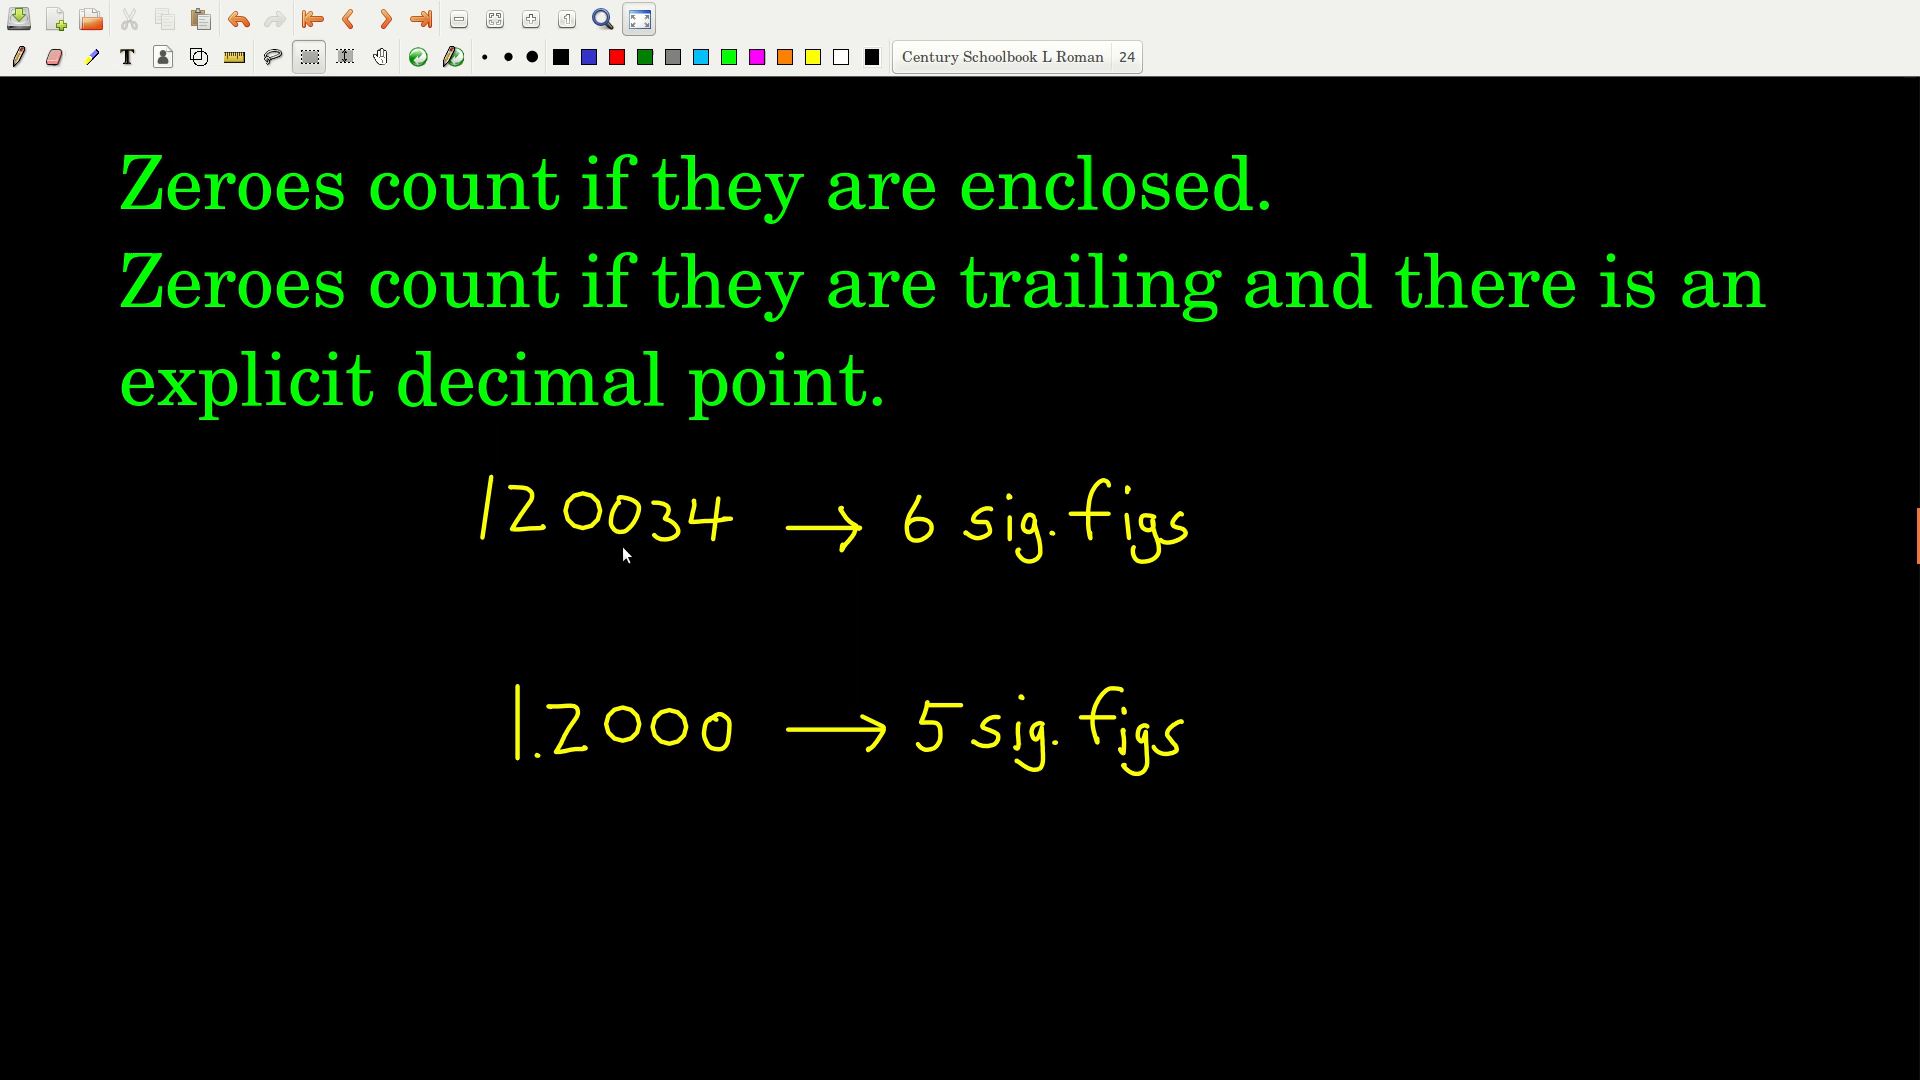 T
1
Century Schoolbook L Roman 24
Zeroes count if they are enclosed.
Zeroes count if they are trailing and there is an
explicit decimal point.
120034 → 6 sig. figs
1.2000 → 5 sig. figs